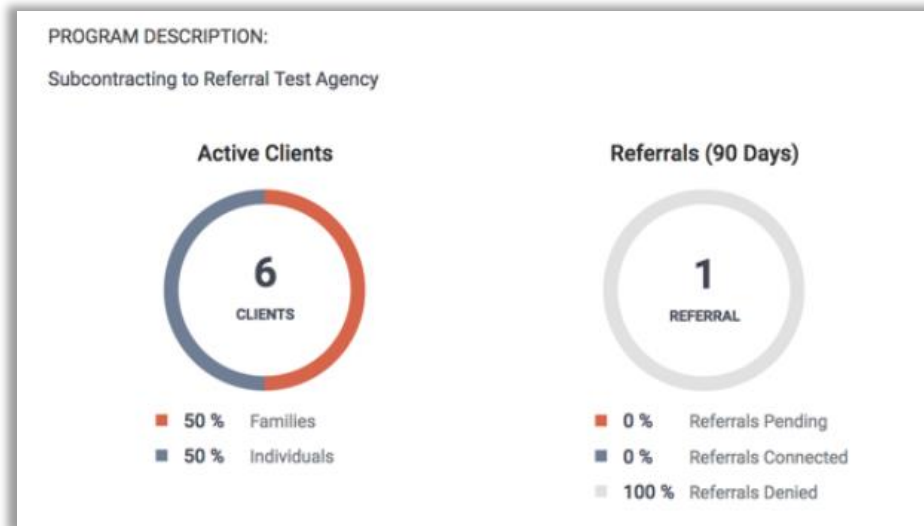 PROGRAM DESCRIPTION:
Subcontracting to Referral Test Agency
Active Clients
6
CLIENTS
50 % Families
50 % Individuals
Referrals (90 Days)
1
REFERRAL
0 % Referrals Pending
0 % Referrals Connected
100 % Referrals Denied